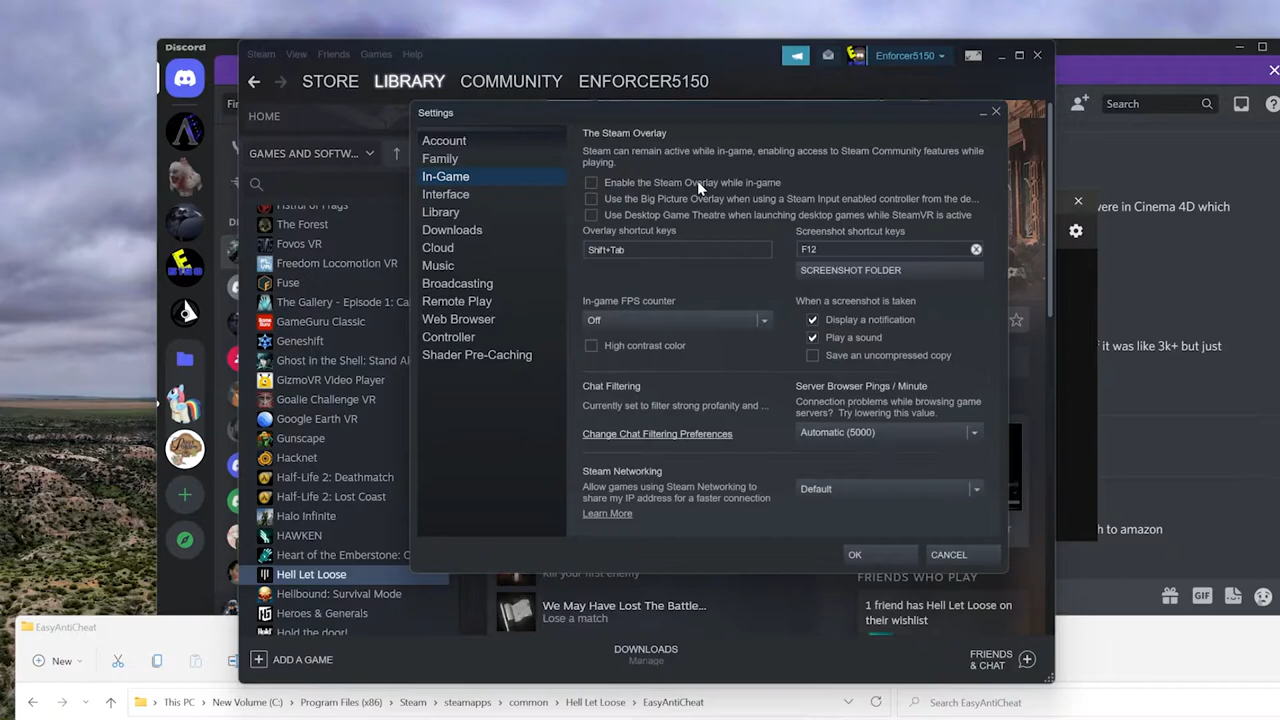 Discord
Steam View Friends Games Help
Enforcer5150
STORE LIBRARY COMMUNITY ENFORCER5150
Search
HOME
GAMES AND SOFTW...
The Forest
Fovos VR
Freedom Locomotion VR
Fuse
The Gallery - Episode 1: Ca
GameGuru Classic
Geneshift
Ghost in the Shell: Stand Al
GizmoVR Video Player
Goalie Challenge VR
Google Earth VR
Gunscape
Hacknet
Half-Life 2: Deathmatch
Half-Life 2: Lost Coast
Halo Infinite
HAWKEN
Heart of the Emberstone: C
Hell Let Loose
Hellbound: Survival Mode
Heroes & Generals
Hold the door!
Settings
Account
Family
In-Game
Interface
Library
Downloads
Cloud
Music
Broadcasting
Remote Play
Web Browser
Controller
Shader Pre-Caching
The Steam Overlay
Steam can remain active while in-game, enabling access to Steam Community features while
playing.
Enable the Steam Overlay while in-game
Use the Big Picture Overlay when using a Steam Input enabled controller from the de...
Use Desktop Game Theatre when launching desktop games while SteamVR is active
Overlay shortcut keys
Shift+Tab
Screenshot shortcut keys
F12
SCREENSHOT FOLDER
In-game FPS counter
Off
High contrast color
When a screenshot is taken
Display a notification
Play a sound
Save an uncompressed copy
Chat Filtering
Currently set to filter strong profanity and ...
Change Chat Filtering Preferences
Server Browser Pings / Minute
Connection problems while browsing game
servers? Try lowering this value.
Automatic (5000)
Steam Networking
Allow games using Steam Networking to
share my IP address for a faster connection
Learn More
Default
OK CANCEL
were in Cinema 4D which
f it was like 3k+ but just
h to amazon
GIF
Kill your first enemy
We May Have Lost The Battle...
Lose a match
FRIENDS WHO PLAY
1 friend has Hell Let Loose on
their wishlist
ADD A GAME
DOWNLOADS
Manage
FRIENDS
& CHAT
EasyAntiCheat
New
This PC New Volume (C:) Program Files (x86) Steam steamapps common Hell Let Loose EasyAntiCheat
Search EasyAntiCheat